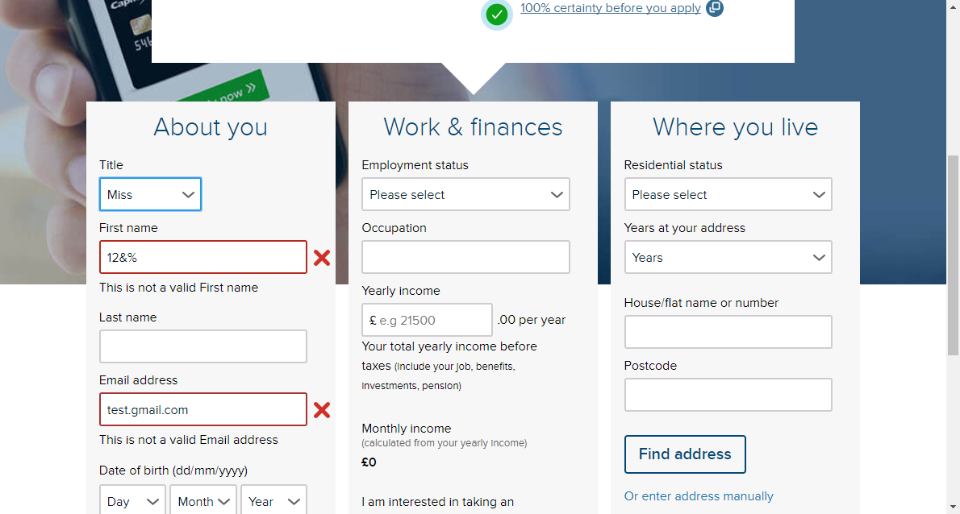 100% certainty before you apply
now »
About you
Title
Miss
First name
12&%
This is not a valid First name
Last name
Email address
test.gmail.com
This is not a valid Email address
Date of birth (dd/mm/yyyy)
Day
Month
Year
Work & finances
Employment status
Please select
Occupation
Yearly income
£ e.g 21500
.00 per year
Your total yearly income before
taxes (include your job, benefits,
investments, pension)
Monthly income
(calculated from your yearly income)
£0
I am interested in taking an
Where you live
Residential status
Please select
Years at your address
Years
House/flat name or number
Postcode
Find address
Or enter address manually